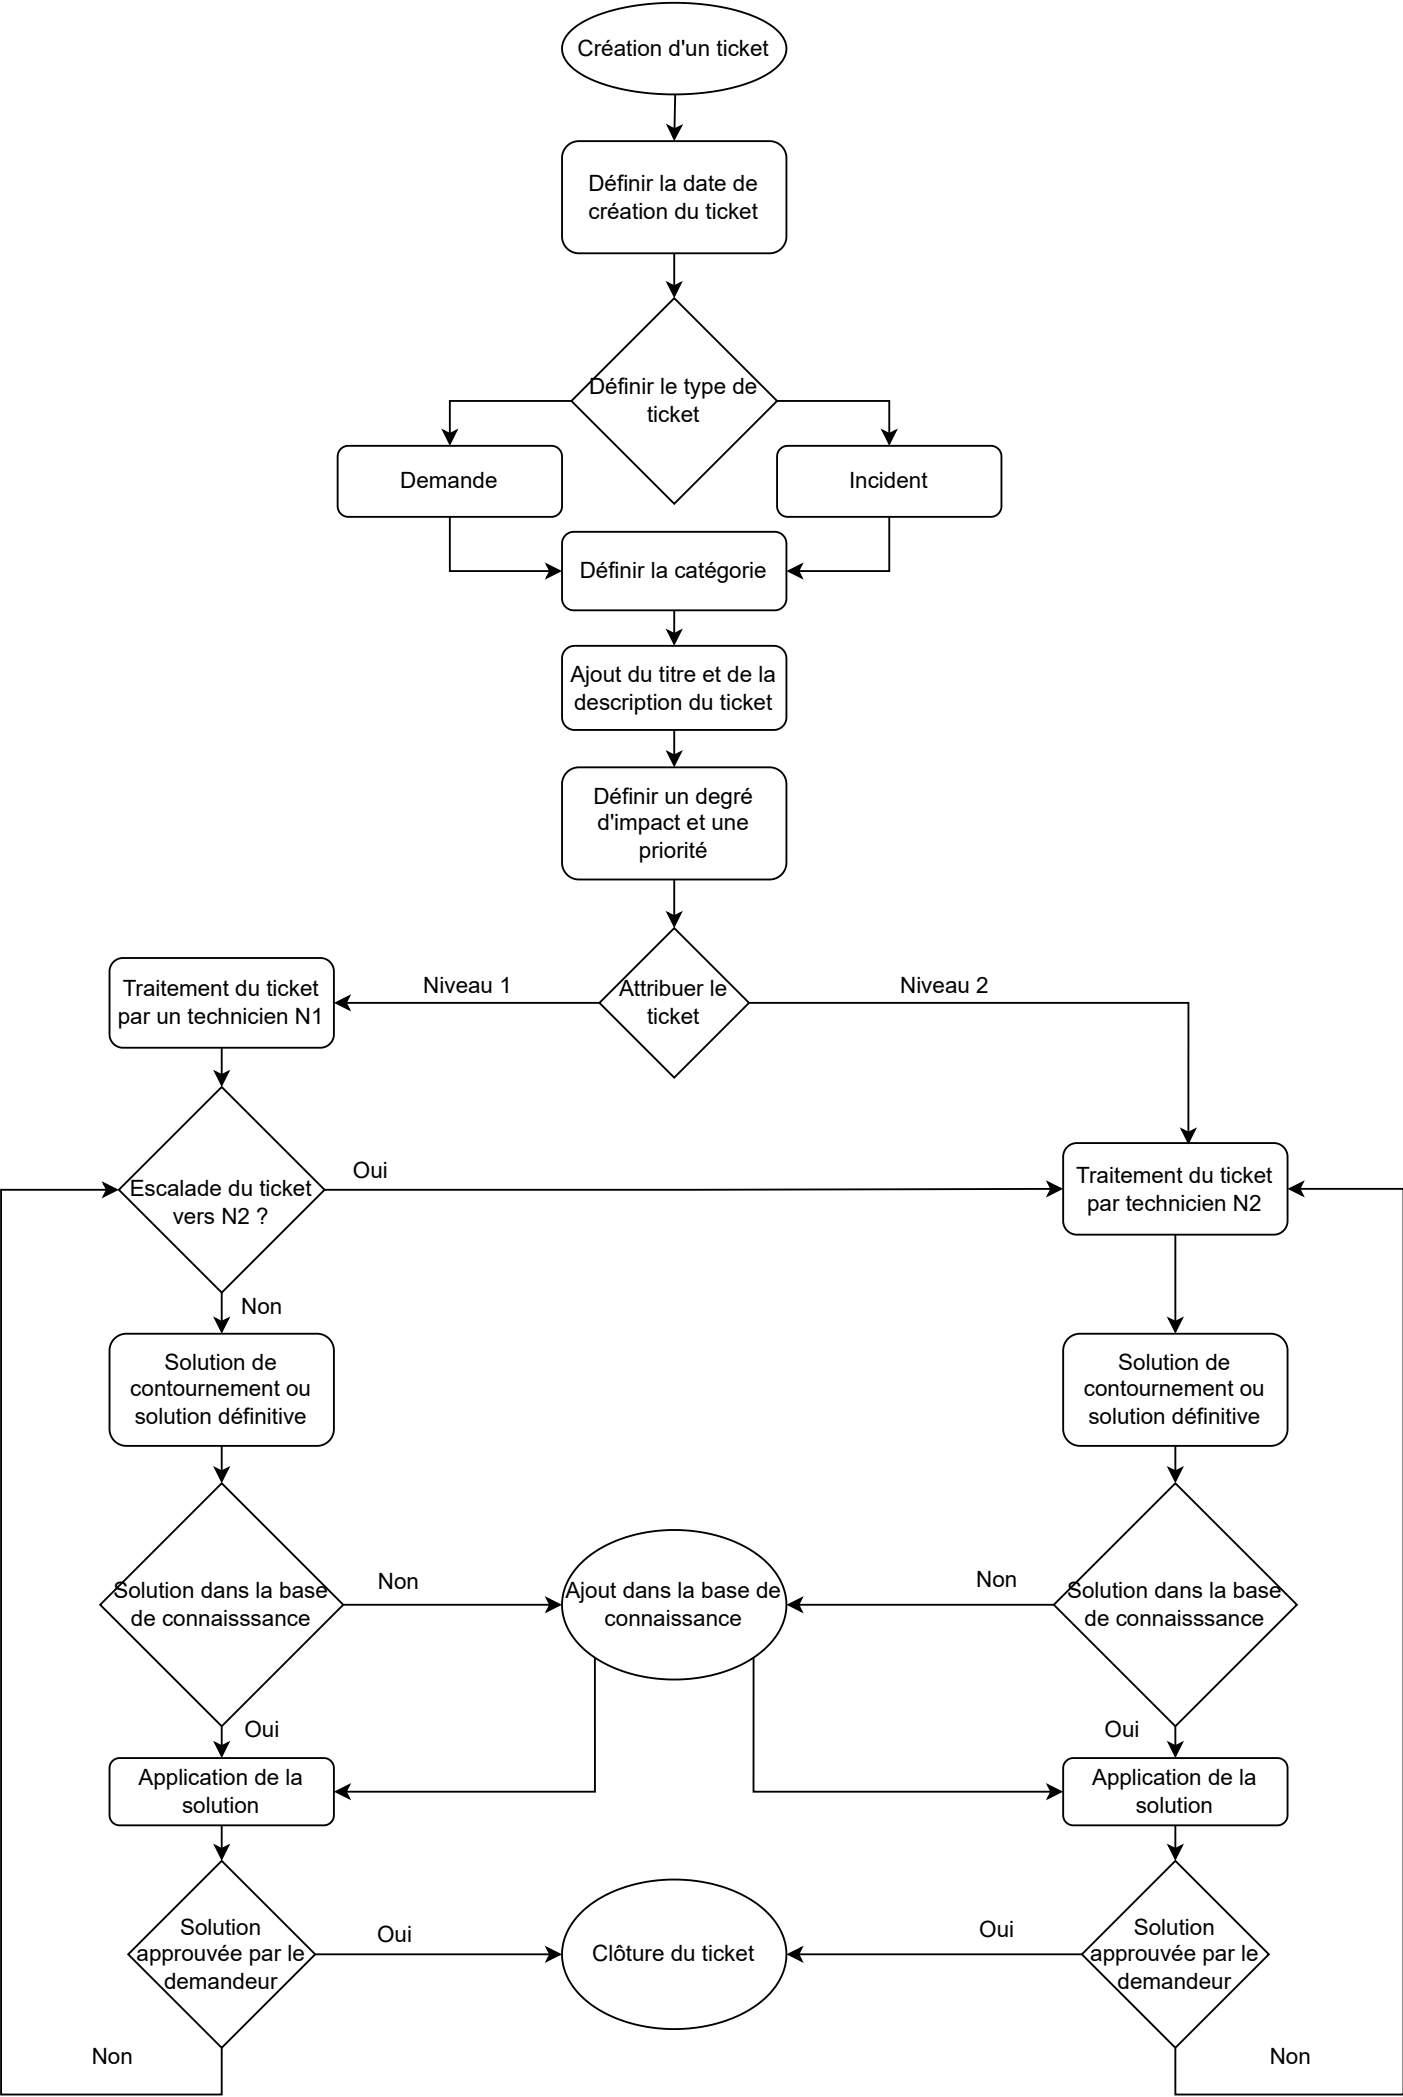 Création d'un ticket
Définir la date de
création du ticket
Définir le type de
ticket
Demande
Incident
Définir la catégorie
Ajout du titre et de la
description du ticket
Définir un degré
d'impact et une
priorité
Attribuer le
ticket
Niveau 1
Niveau 2
Traitement du ticket
par un technicien N1
Escalade du ticket
vers N2 ?
Oui
Traitement du ticket
par technicien N2
Non
Solution de
contournement ou
solution définitive
Solution de
contournement ou
solution définitive
Solution dans la base
de connaisssance
Non
Ajout dans la base de
connaissance
Non
Solution dans la base
de connaisssance
Oui
Oui
Application de la
solution
Application de la
solution
Solution
approuvée par le
demandeur
Oui
Clôture du ticket
Oui
Solution
approuvée par le
demandeur
Non
Non